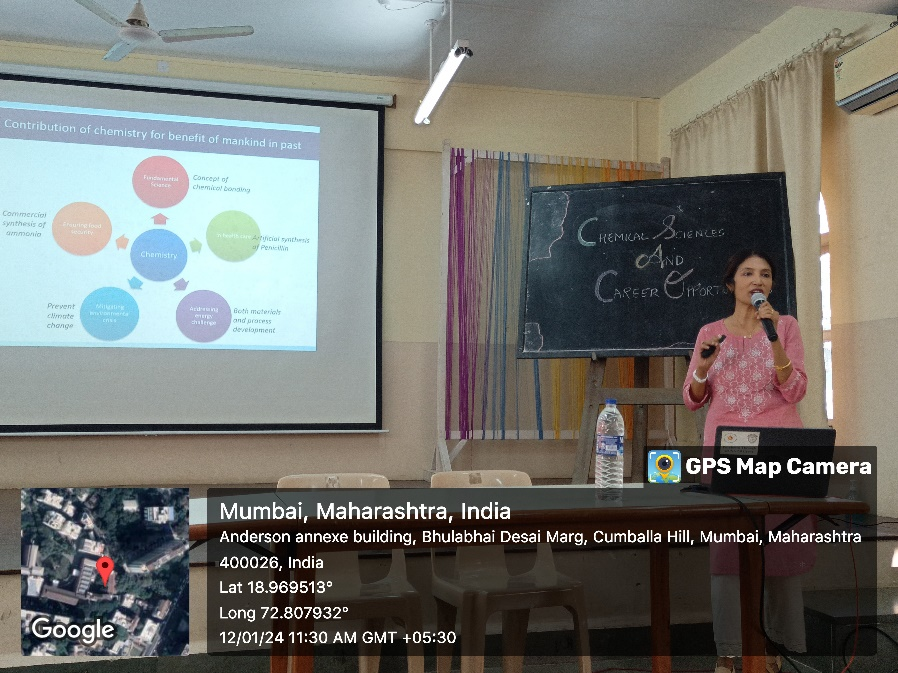 Contribution of chemistry for benefit of mankind in past
Fundamental
Science
Concept of
chemical bonding
Commercial
synthesis of
ammonia
Ensuring food
security
Artificial synthesis
of Penicillin
Chemistry
Prevent
climate
change
Mitigating
environmental
crisis
Addressing
energy
challenge
Both materials
and process
development
CHEMICAL SCIENCES
AND
CAREER OPPORT
GPS Map Camera
Mumbai, Maharashtra, India
Anderson annexe building, Bhulabhai Desai Marg, Cumballa Hill, Mumbai, Maharashtra
400026, India
Lat 18.969513°
Long 72.807932°
12/01/24 11:30 AM GMT +05:30
Google